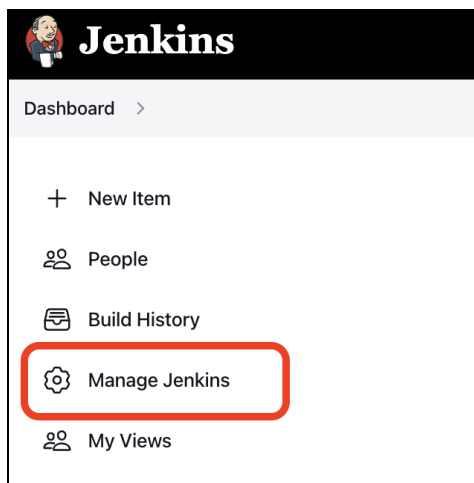 Jenkins
Dashboard
New Item
People
Build History
Manage Jenkins
My Views